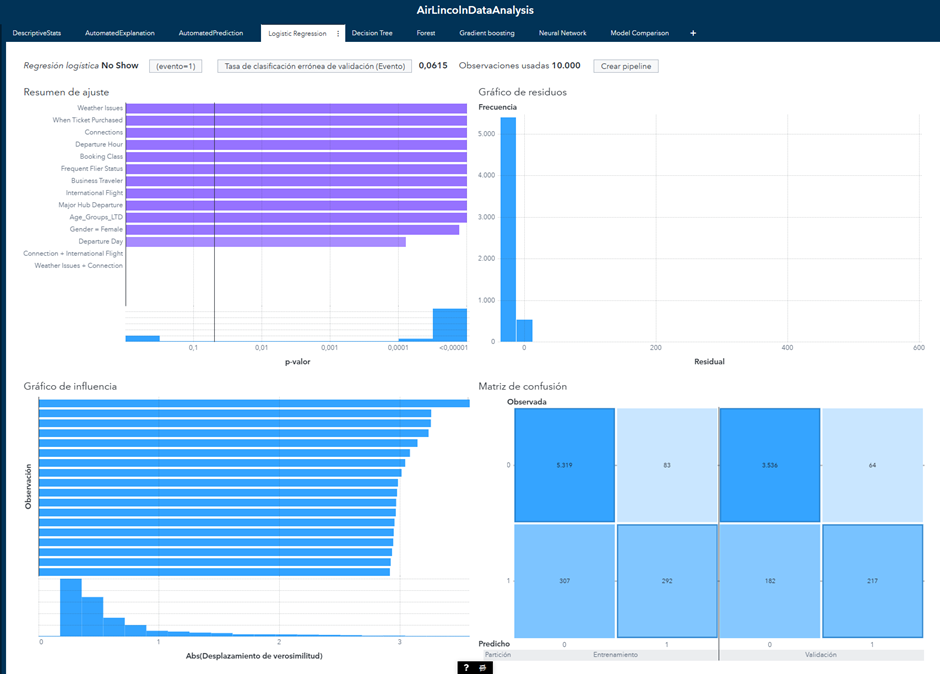 AirLincolnDataAnalysis
DescriptiveStats AutomatedExplanation AutomatedPrediction Logistic Regression Decision Tree Forest Gradient boosting Neural Network Model Comparison +
Regresión logística No Show (evento=1) Tasa de clasificación errónea de validación (Evento) 0,0615 Observaciones usadas 10.000 Crear pipeline
Resumen de ajuste
Weather Issues
When Ticket Purchased
Connections
Departure Hour
Booking Class
Frequent Flier Status
Business Traveler
International Flight
Major Hub Departure
Age_Groups_LTD
Gender = Female
Departure Day
Connection + International Flight
Weather Issues + Connection
0,1 0,01 0,001 0,0001 <0,00001
p-valor
Gráfico de residuos
Frecuencia
5.000
4.000
3.000
2.000
1.000
0
0 200 400 600
Residual
Gráfico de influencia
Observación
0 1 2 3
Abs(Desplazamiento de verosimilitud)
Matriz de confusión
Observada
0 5.319 83 3.536 64
1 307 292 182 217
Predicho 0 1 0 1
Partición Entrenamiento Validación
?